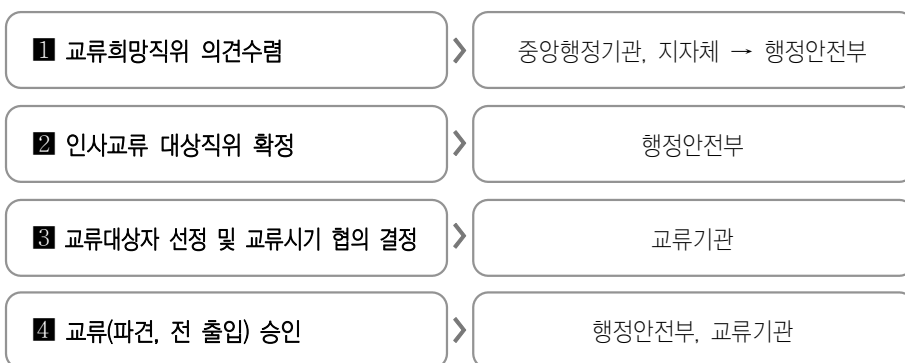 1 교류희망직위 의견수렴
중앙행정기관, 지자체 → 행정안전부
2 인사교류 대상직위 확정
행정안전부
3 교류대상자 선정 및 교류시기 협의 결정
교류기관
4 교류(파견, 전 출입) 승인
행정안전부, 교류기관